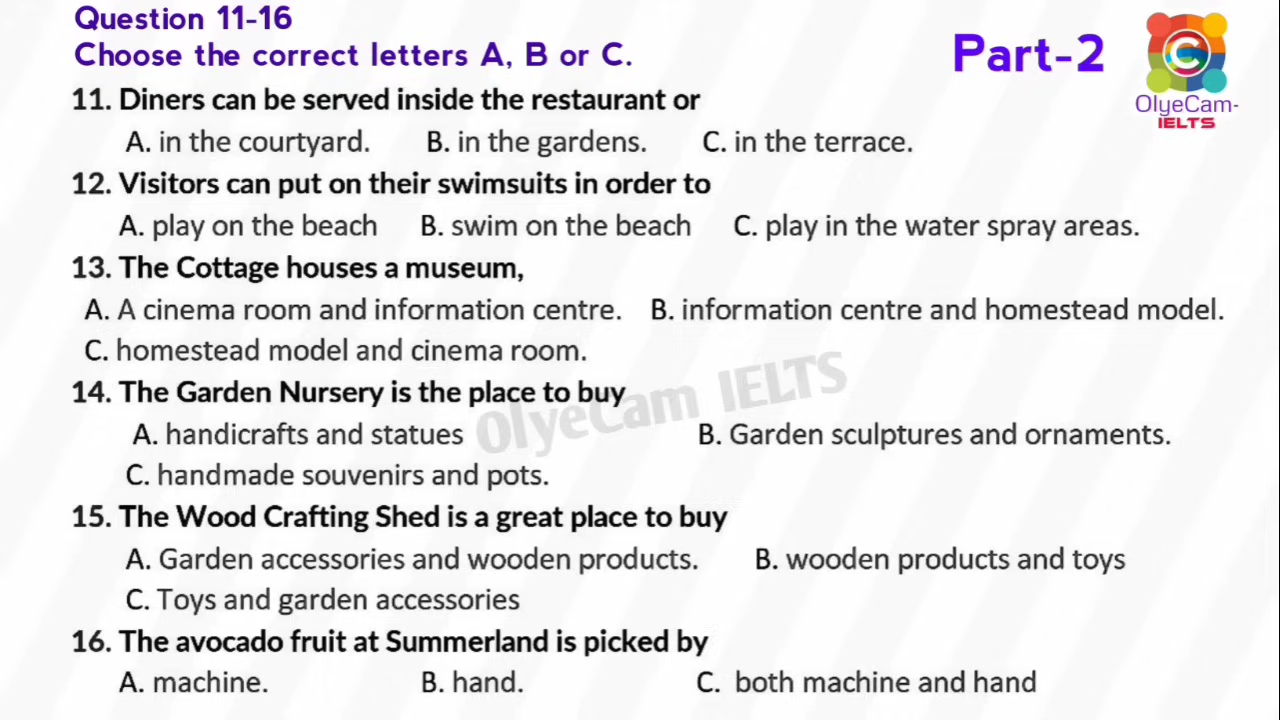 Question 11-16
Choose the correct letters A, B or C.
Part-2
C
OlyeCam-
IELTS
11. Diners can be served inside the restaurant or
A. in the courtyard. B. in the gardens. C. in the terrace.
12. Visitors can put on their swimsuits in order to
A. play on the beach B. swim on the beach C. play in the water spray areas.
13. The Cottage houses a museum,
A. A cinema room and information centre. B. information centre and homestead model.
C. homestead model and cinema room.
14. The Garden Nursery is the place to buy
OlyeCam IELTS
A. handicrafts and statues B. Garden sculptures and ornaments.
C. handmade souvenirs and pots.
15. The Wood Crafting Shed is a great place to buy
A. Garden accessories and wooden products. B. wooden products and toys
C. Toys and garden accessories
16. The avocado fruit at Summerland is picked by
A. machine. B. hand. C. both machine and hand